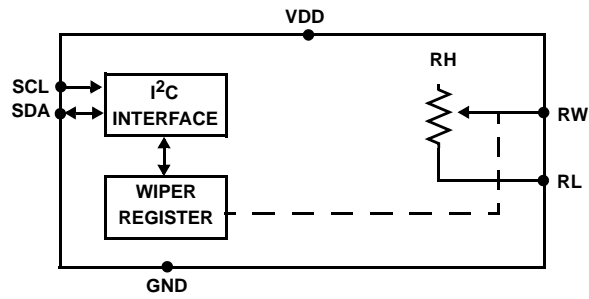 VDD
RH
SCL
SDA
I²C
INTERFACE
RW
WIPER
REGISTER
RL
GND